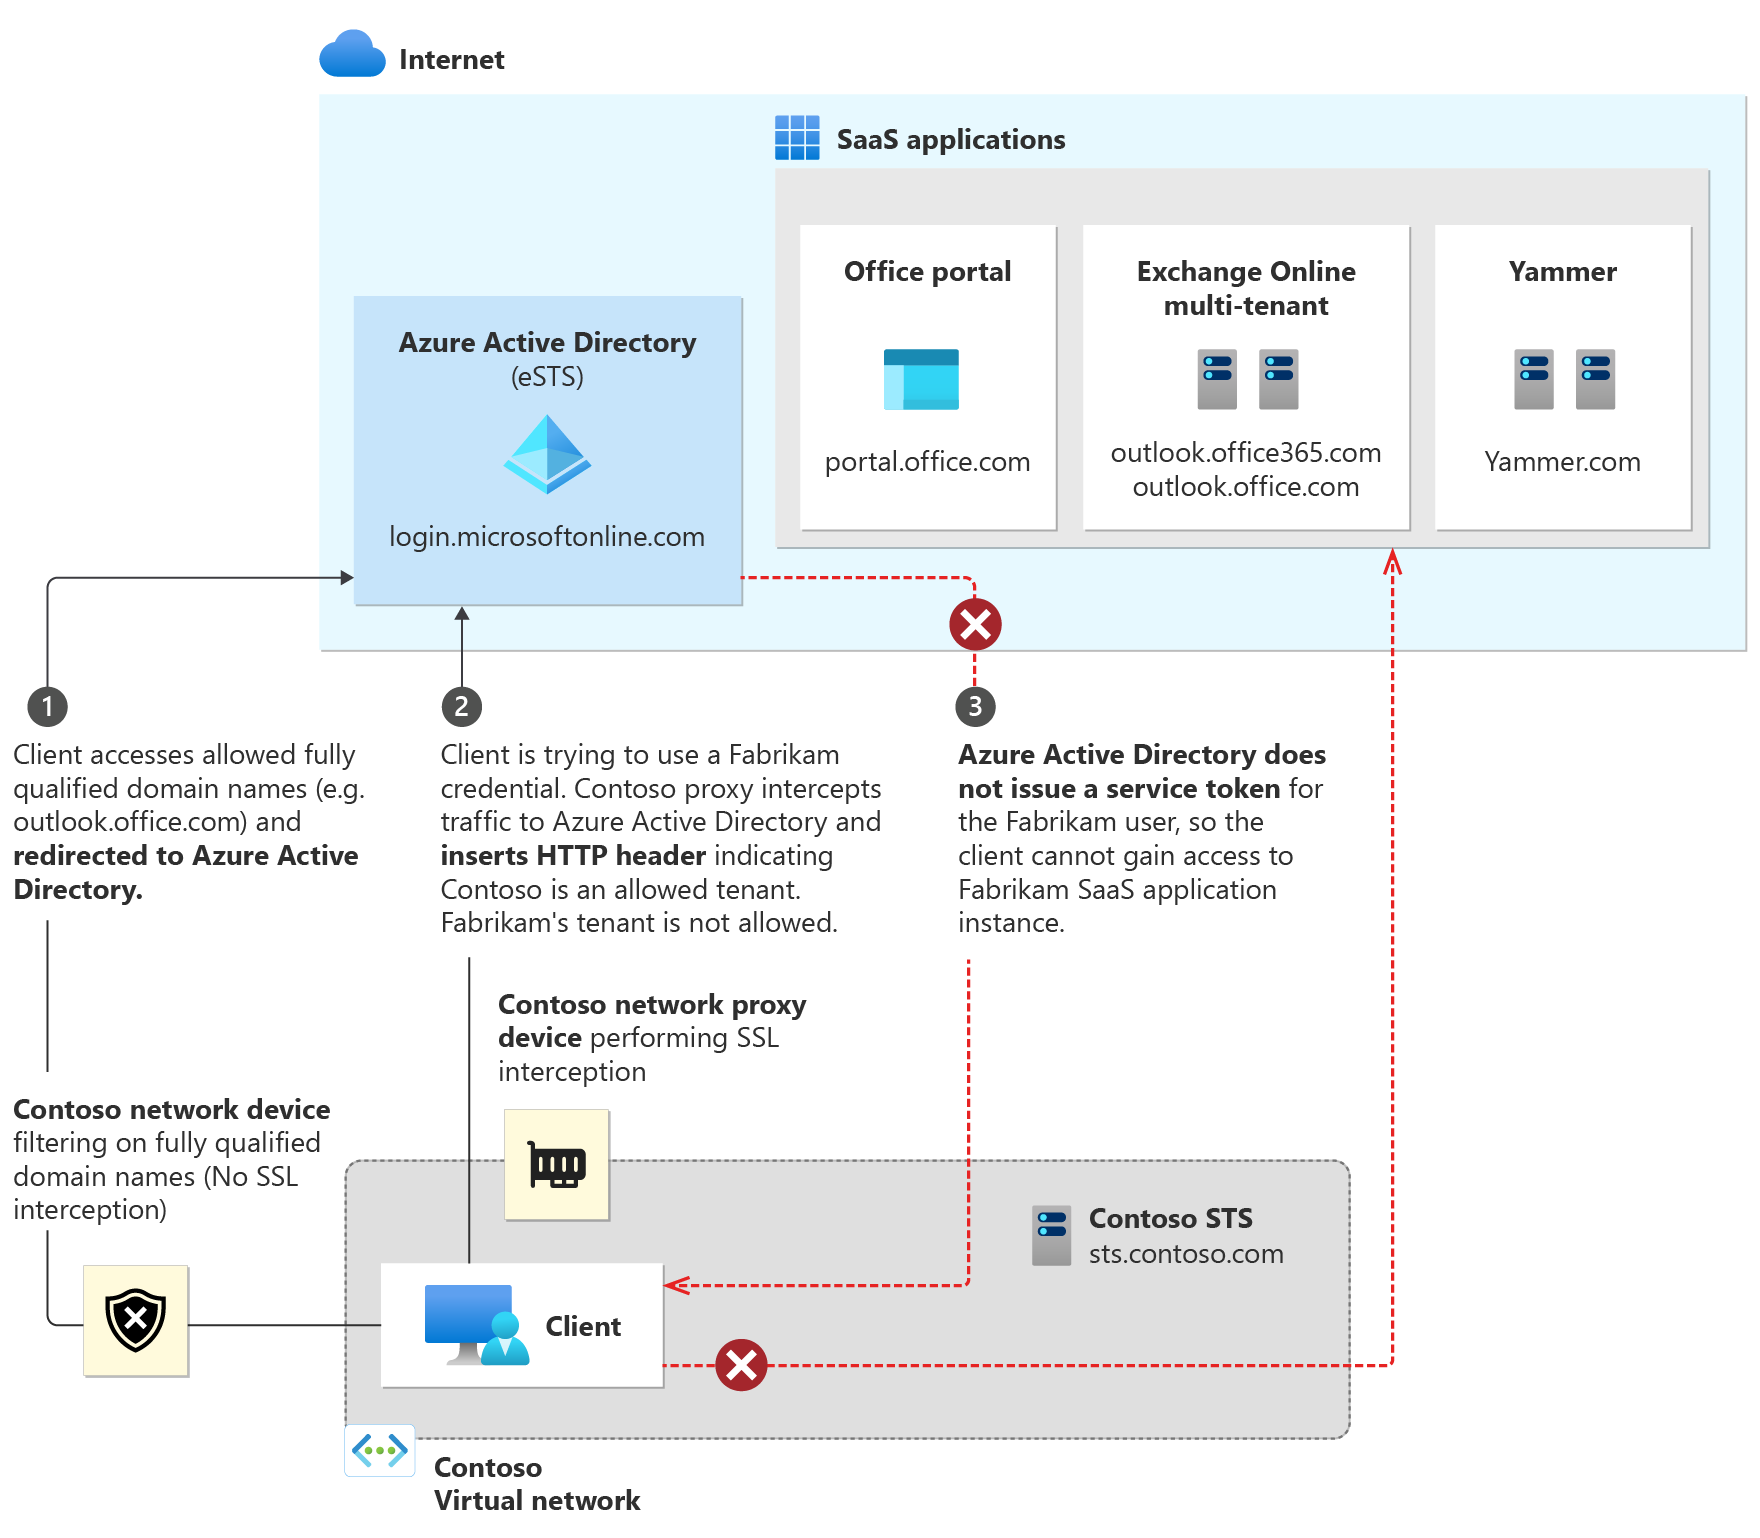 Internet
SaaS applications
Office portal
portal.office.com
Exchange Online
multi-tenant
outlook.office365.com
outlook.office.com
Yammer
Yammer.com
Azure Active Directory
(eSTS)
login.microsoftonline.com
1
Client accesses allowed fully
qualified domain names (e.g.
outlook.office.com) and
redirected to Azure Active
Directory.
2
Client is trying to use a Fabrikam
credential. Contoso proxy intercepts
traffic to Azure Active Directory and
inserts HTTP header indicating
Contoso is an allowed tenant.
Fabrikam's tenant is not allowed.
3
Azure Active Directory does
not issue a service token for
the Fabrikam user, so the
client cannot gain access to
Fabrikam SaaS application
instance.
Contoso network proxy
device performing SSL
interception
Contoso network device
filtering on fully qualified
domain names (No SSL
interception)
Contoso STS
sts.contoso.com
Client
Contoso
Virtual network